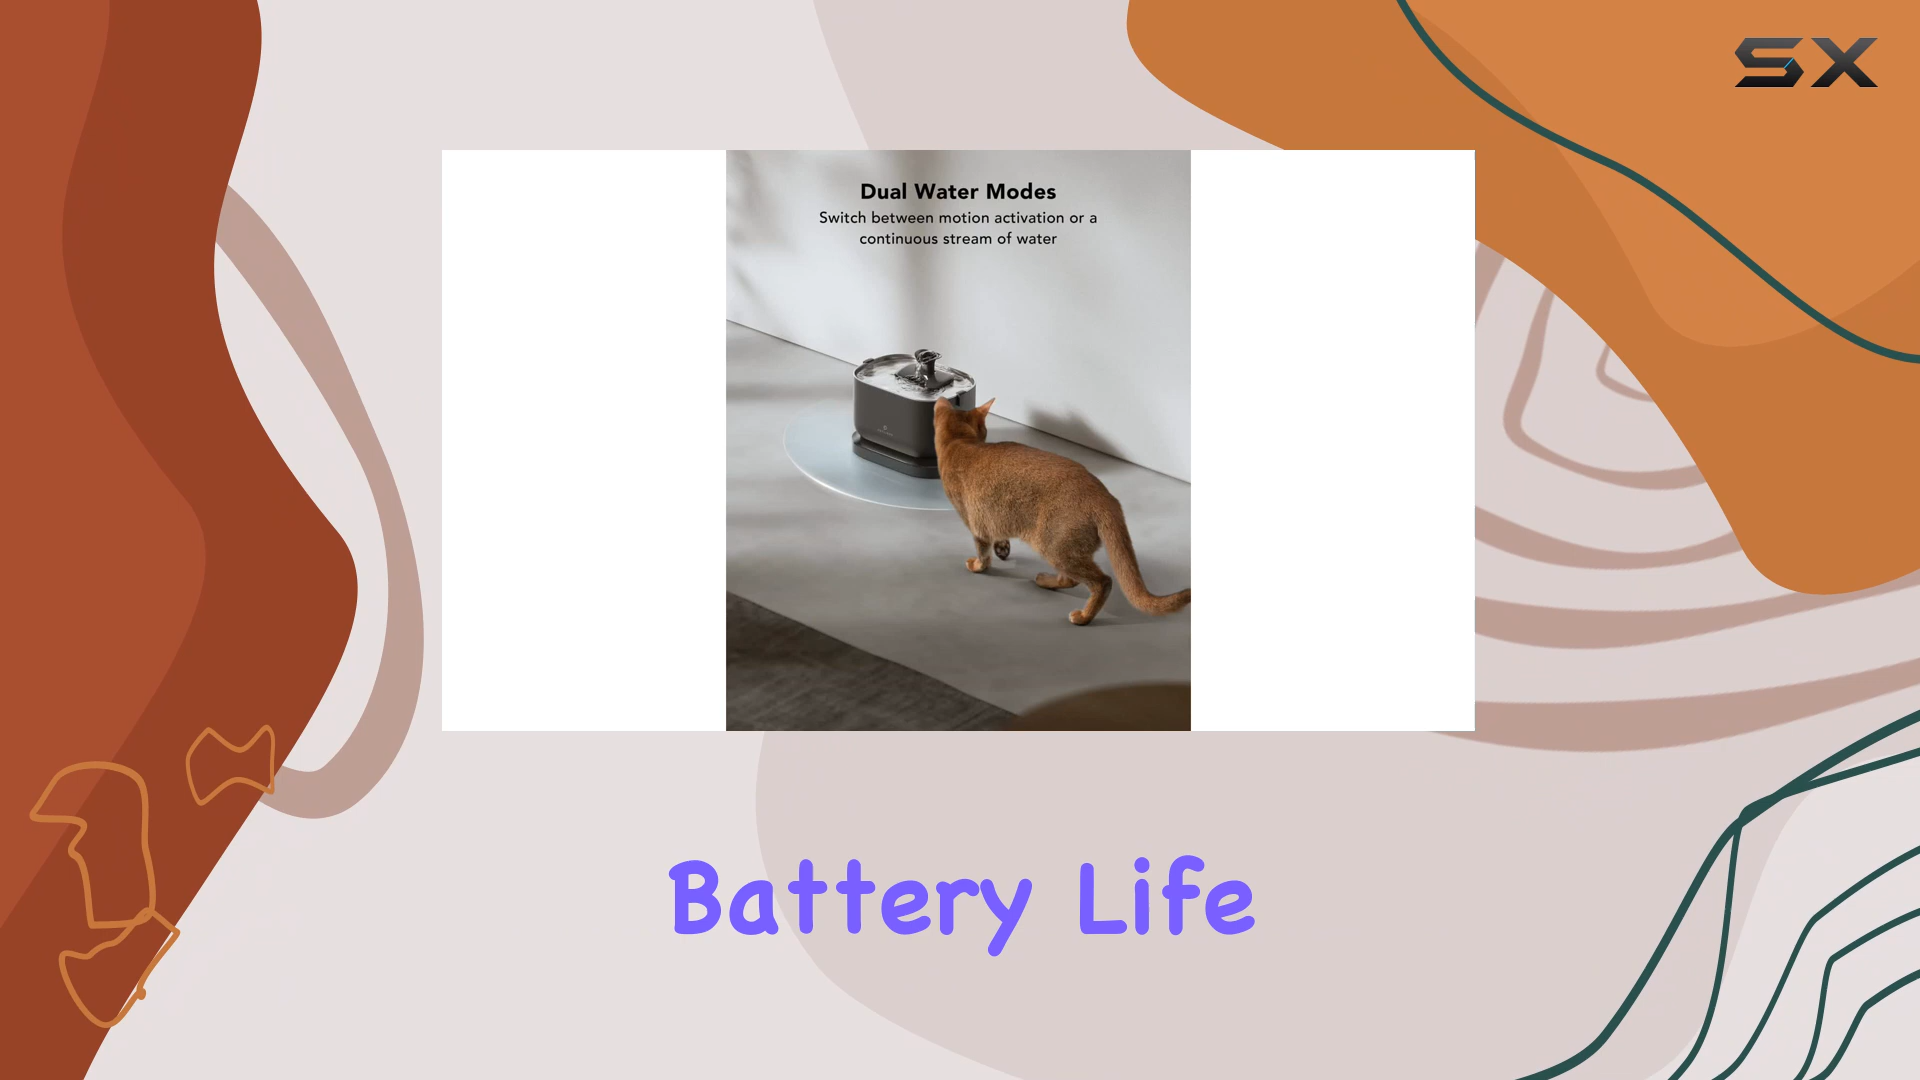 SX
Dual Water Modes
Switch between motion activation or a
continuous stream of water
Battery Life